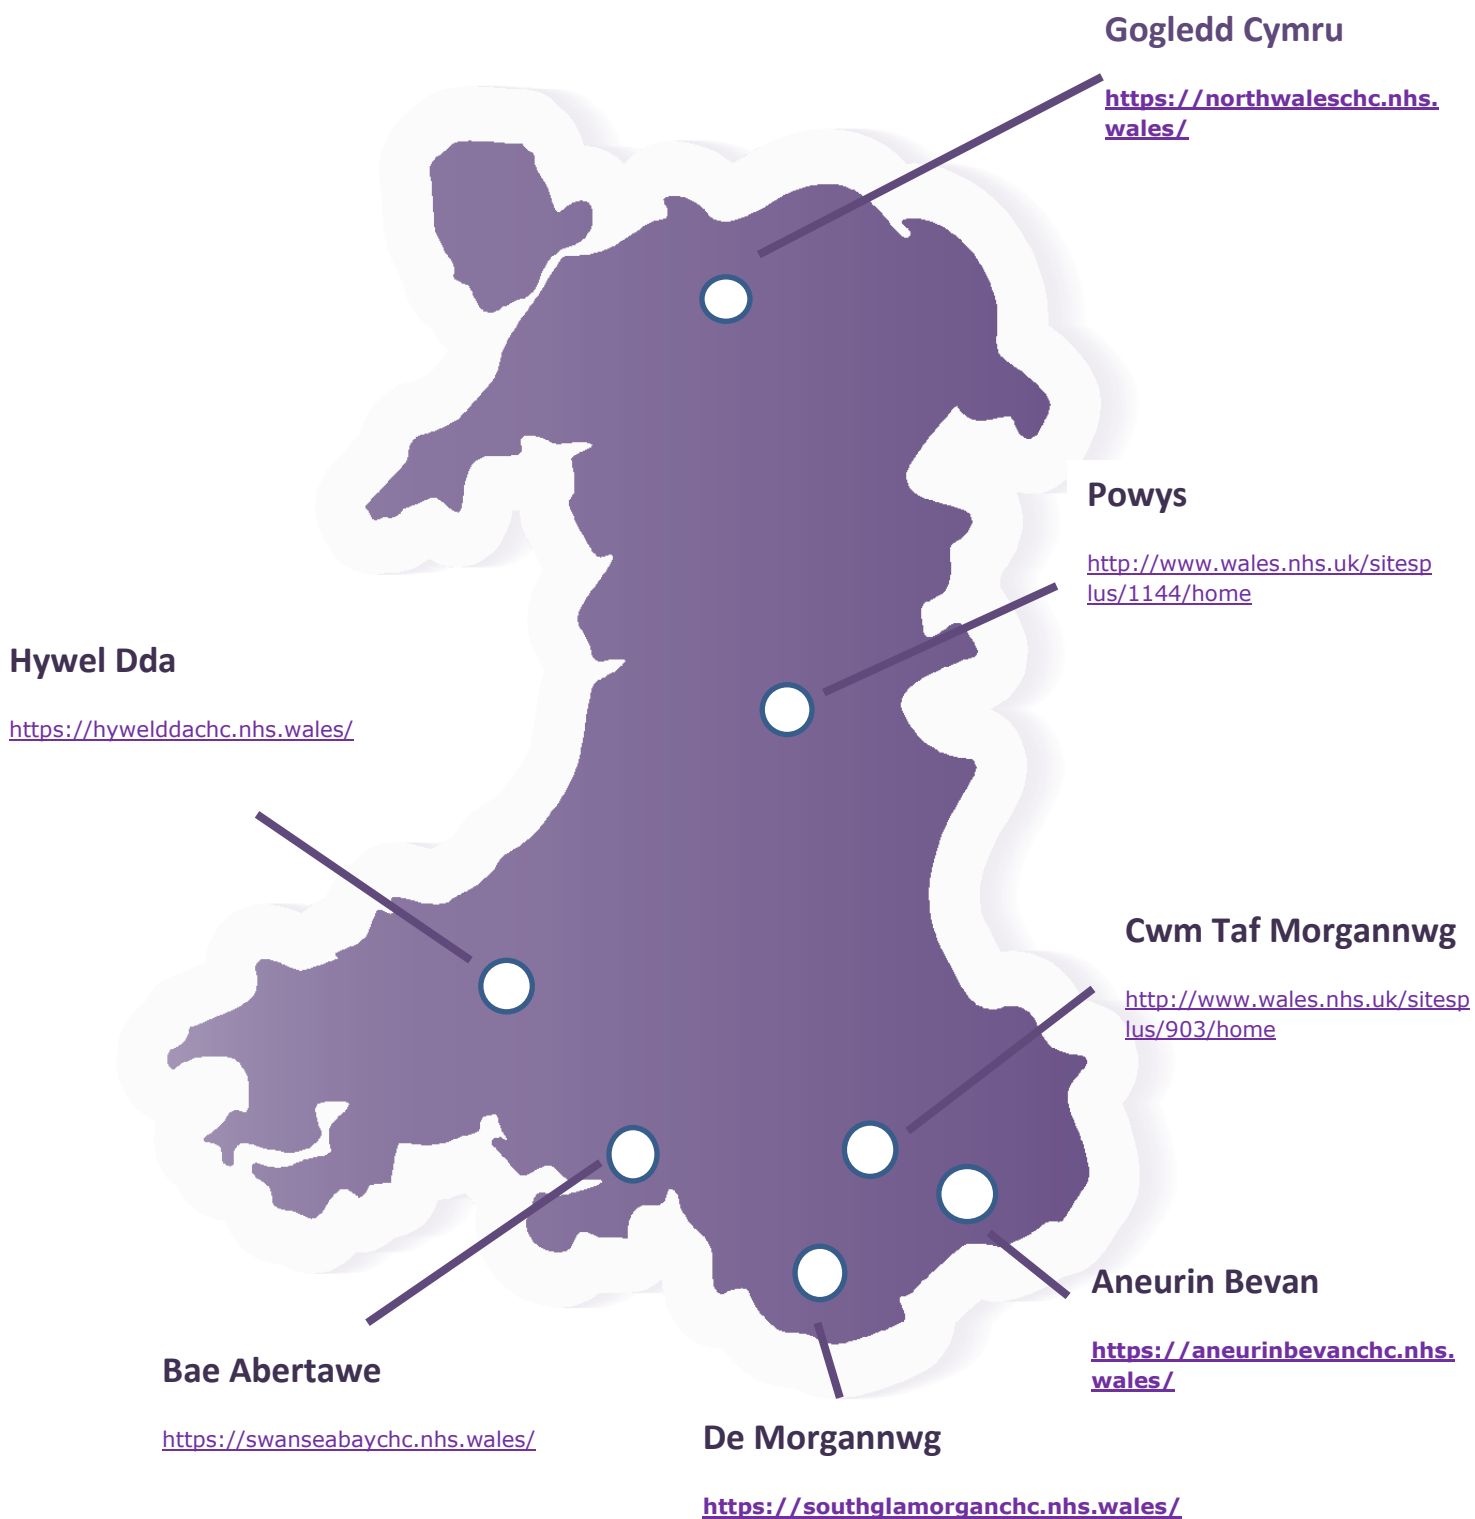 Gogledd Cymru
https://northwaleschc.nhs.
wales/
Powys
http://www.wales.nhs.uk/sitesp
lus/1144/home
Hywel Dda
https://hywelddachc.nhs.wales/
Cwm Taf Morgannwg
http://www.wales.nhs.uk/sitesp
lus/903/home
Aneurin Bevan
https://aneurinbevanchc.nhs.
wales/
Bae Abertawe
https://swanseabaychc.nhs.wales/
De Morgannwg
https://southglamorganchc.nhs.wales/